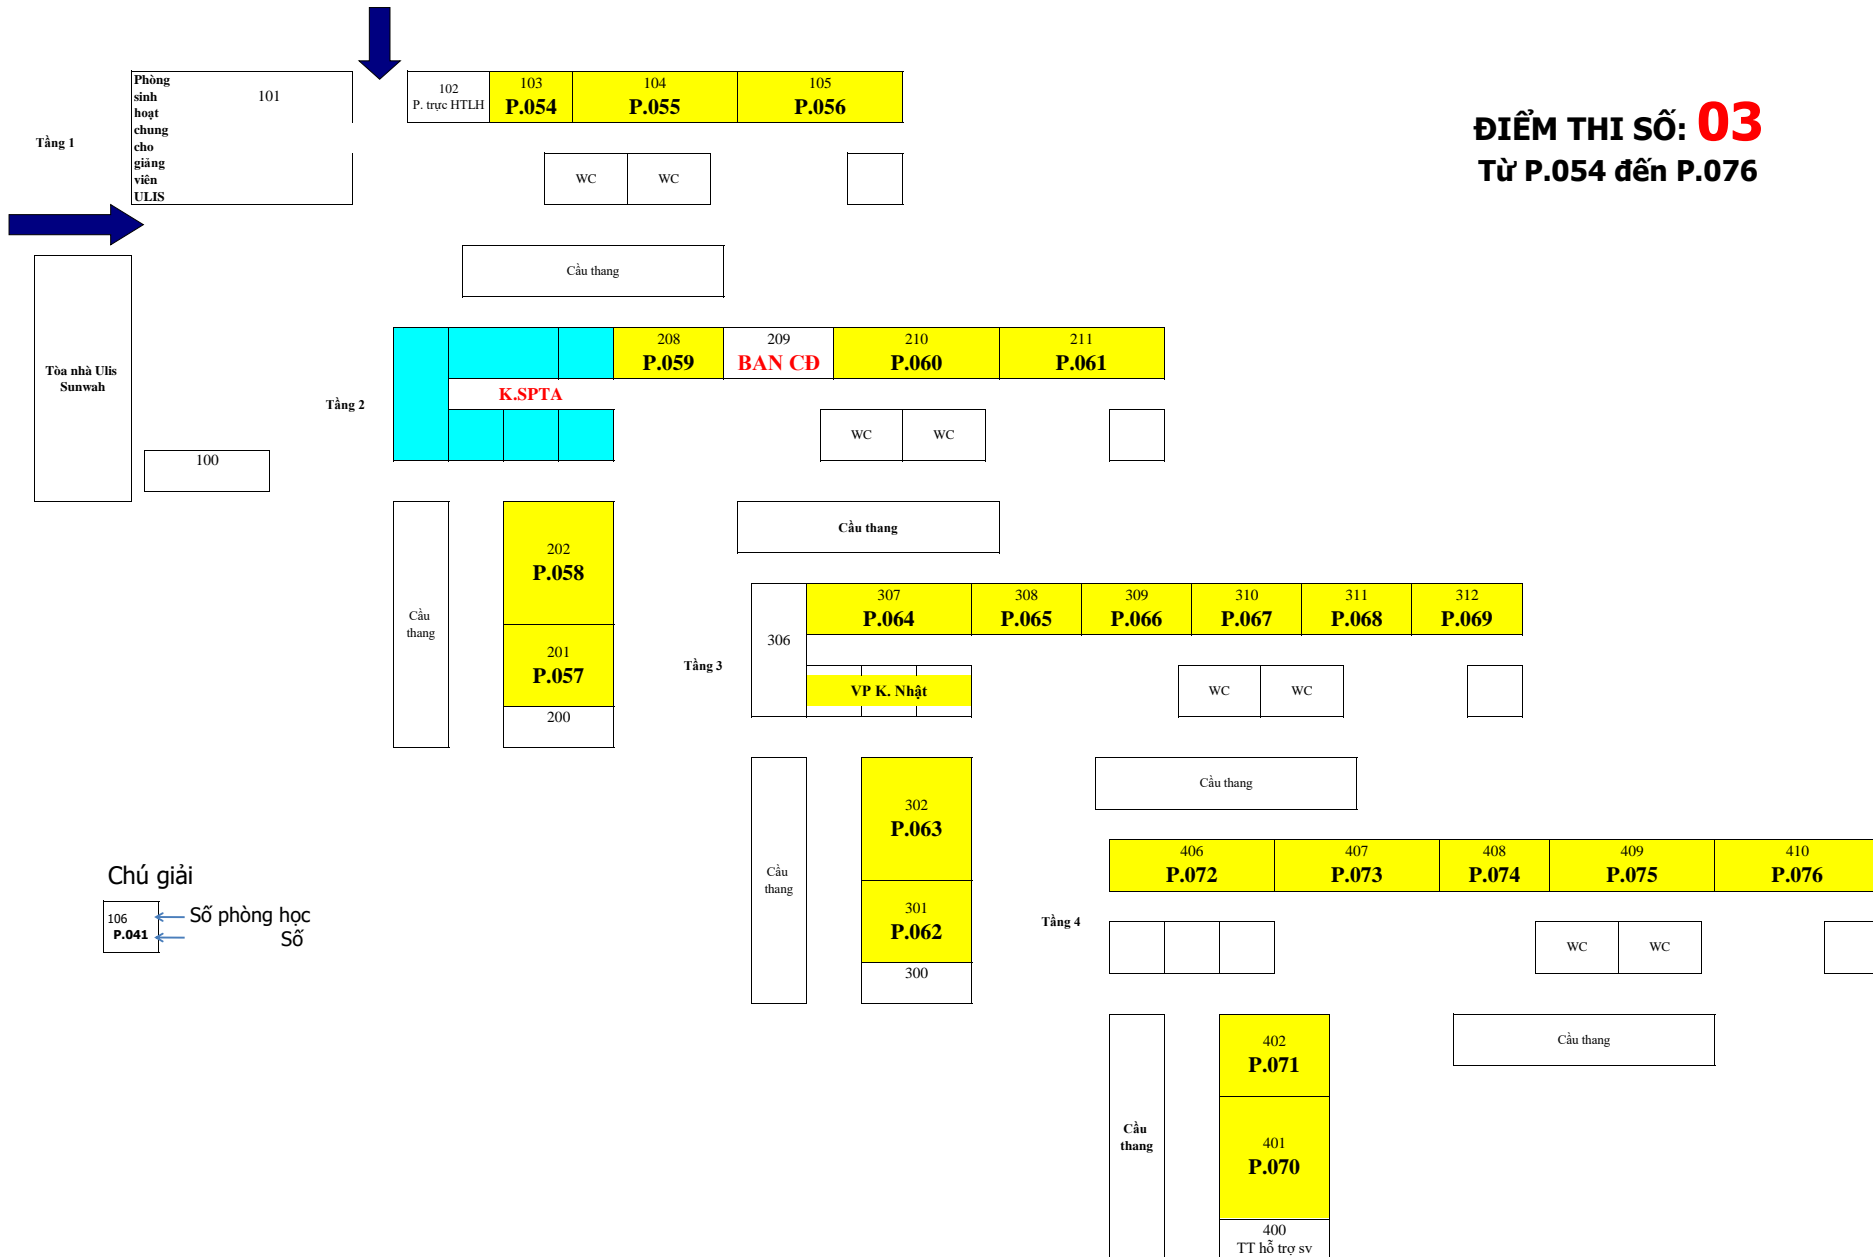 Phòng
sinh
hoạt
chung
cho
giảng
viên
ULIS
101
102
P. trực HTLH
103
P.054
104
P.055
105
P.056
Tầng 1
WC
WC
ĐIỂM THI SỐ: 03
Từ P.054 đến P.076
Cầu thang
Tòa nhà Ulis
Sunwah
100
Tầng 2
K.SPTA
208
P.059
209
BAN CĐ
210
P.060
211
P.061
WC
WC
Cầu
thang
202
P.058
201
P.057
200
Cầu thang
Tầng 3
306
307
P.064
308
P.065
309
P.066
310
P.067
311
P.068
312
P.069
VP K. Nhật
WC
WC
Cầu
thang
302
P.063
301
P.062
300
Cầu thang
Tầng 4
406
P.072
407
P.073
408
P.074
409
P.075
410
P.076
WC
WC
Cầu
thang
402
P.071
401
P.070
400
TT hỗ trợ sv
Cầu thang
Chú giải
106
P.041
Số phòng học
Số